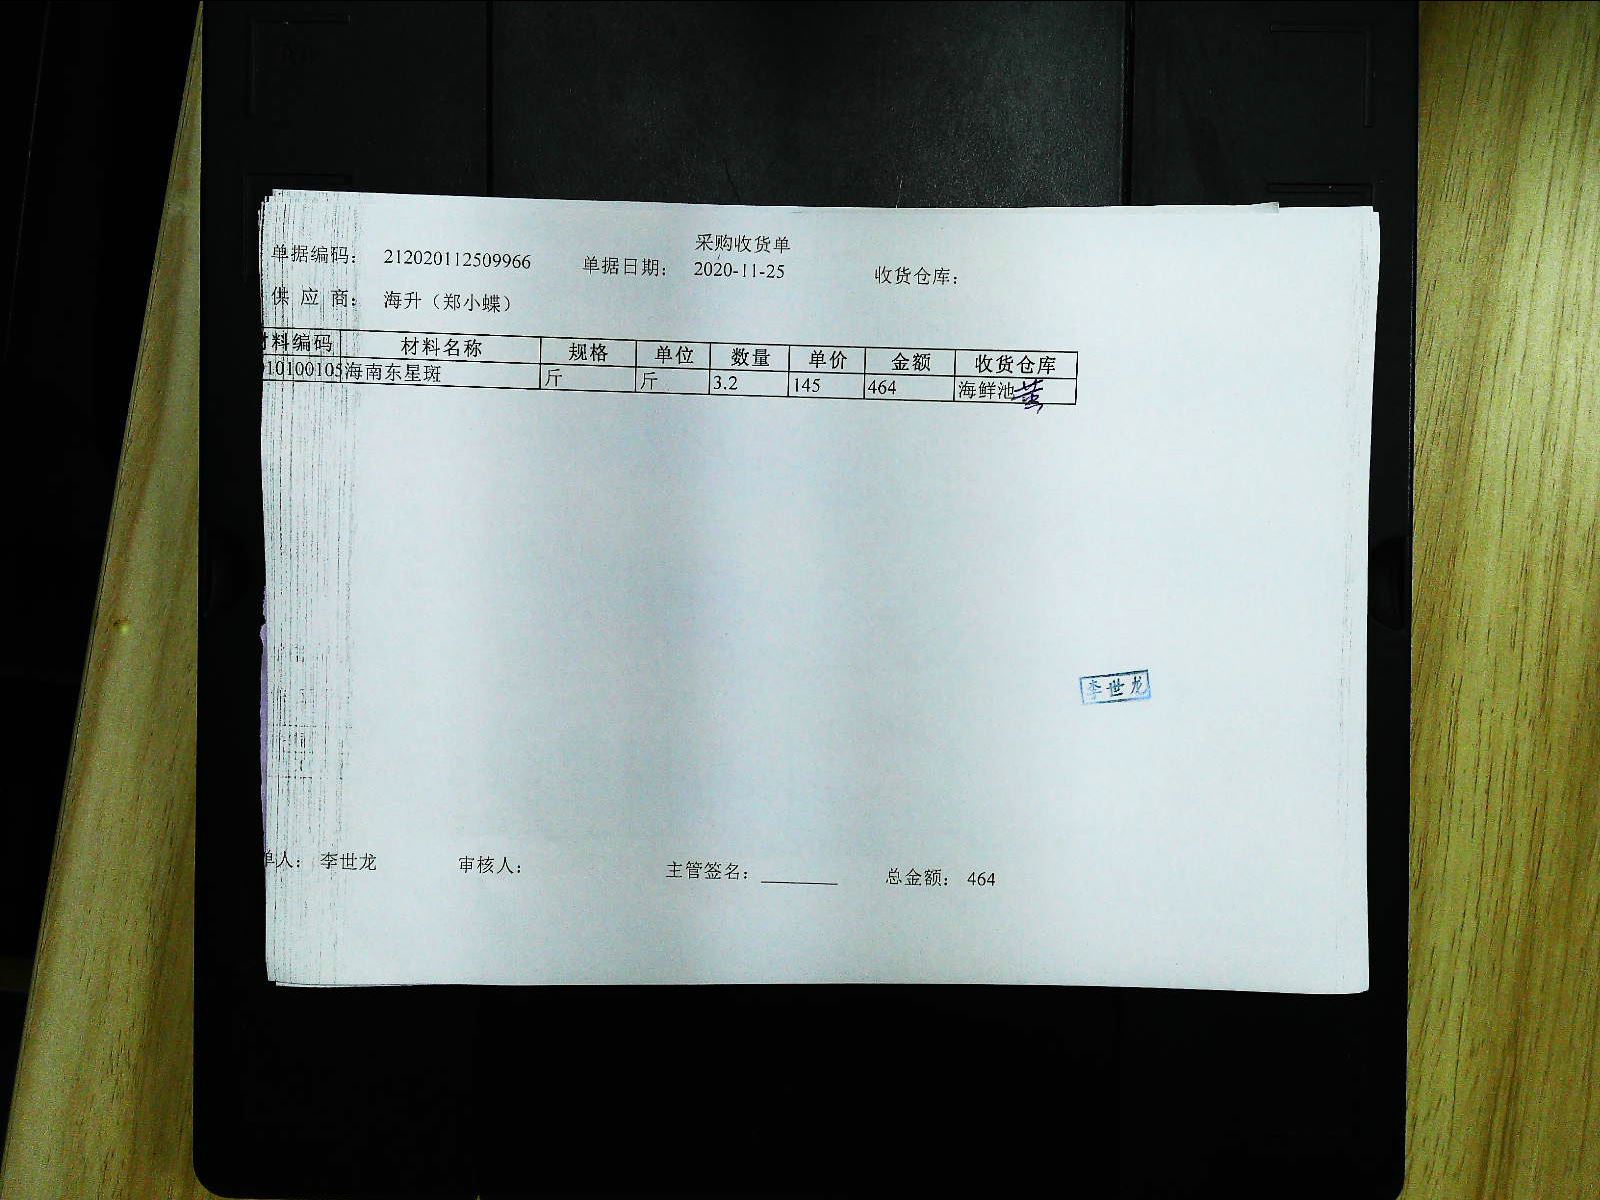 采购收货单
单据编码： 212020112509966 单据日期： 2020-11-25 收货仓库：
供 应 商： 海升（郑小蝶）
材料编码 材料名称 规格 单位 数量 单价 金额 收货仓库
10100105 海南东星斑 斤 斤 3.2 145 464 海鲜池
李世龙
单人： 李世龙 审核人： 主管签名： 总金额： 464